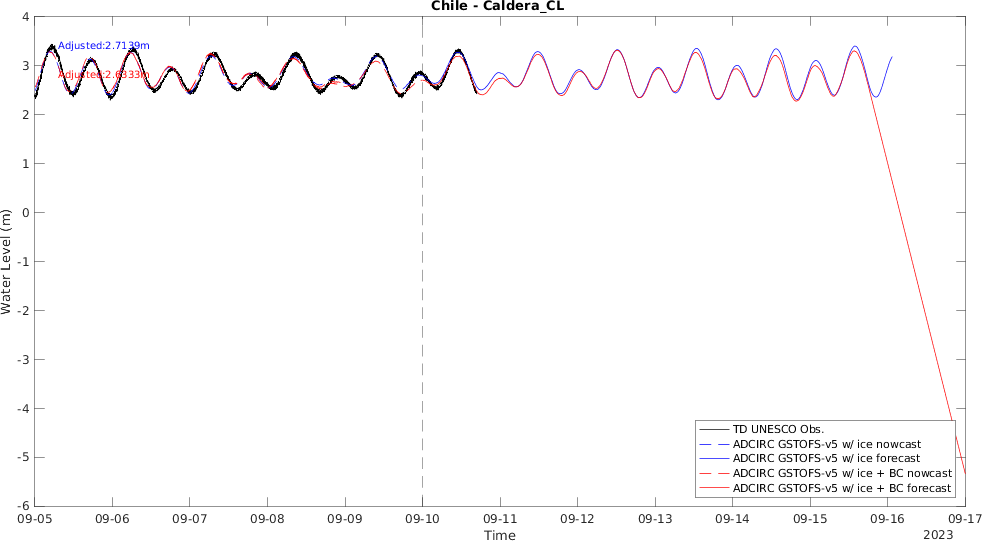 Chile - Caldera_CL
4
3
2
1
0
-1
-2
-3
-4
-5
-6
Water Level (m)
Adjusted:2.7139m
Adjusted:2.6333m
TD UNESCO Obs.
ADCIRC GSTOFS-v5 w/ ice nowcast
ADCIRC GSTOFS-v5 w/ ice forecast
ADCIRC GSTOFS-v5 w/ ice + BC nowcast
ADCIRC GSTOFS-v5 w/ ice + BC forecast
09-05 09-06 09-07 09-08 09-09 09-10 09-11 09-12 09-13 09-14 09-15 09-16 09-17
Time
2023